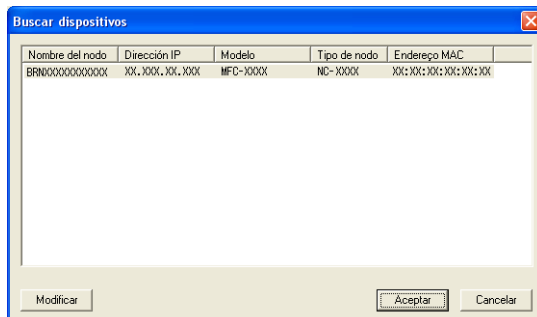 Buscar dispositivos
Nombre del nodo Dirección IP Modelo Tipo de nodo Endereço MAC
BRNXXXXXXXXXXXX XX.XXX.XX.XXX MFC-XXXX NC-XXXX XX:XX:XX:XX:XX:XX
Modificar Aceptar Cancelar